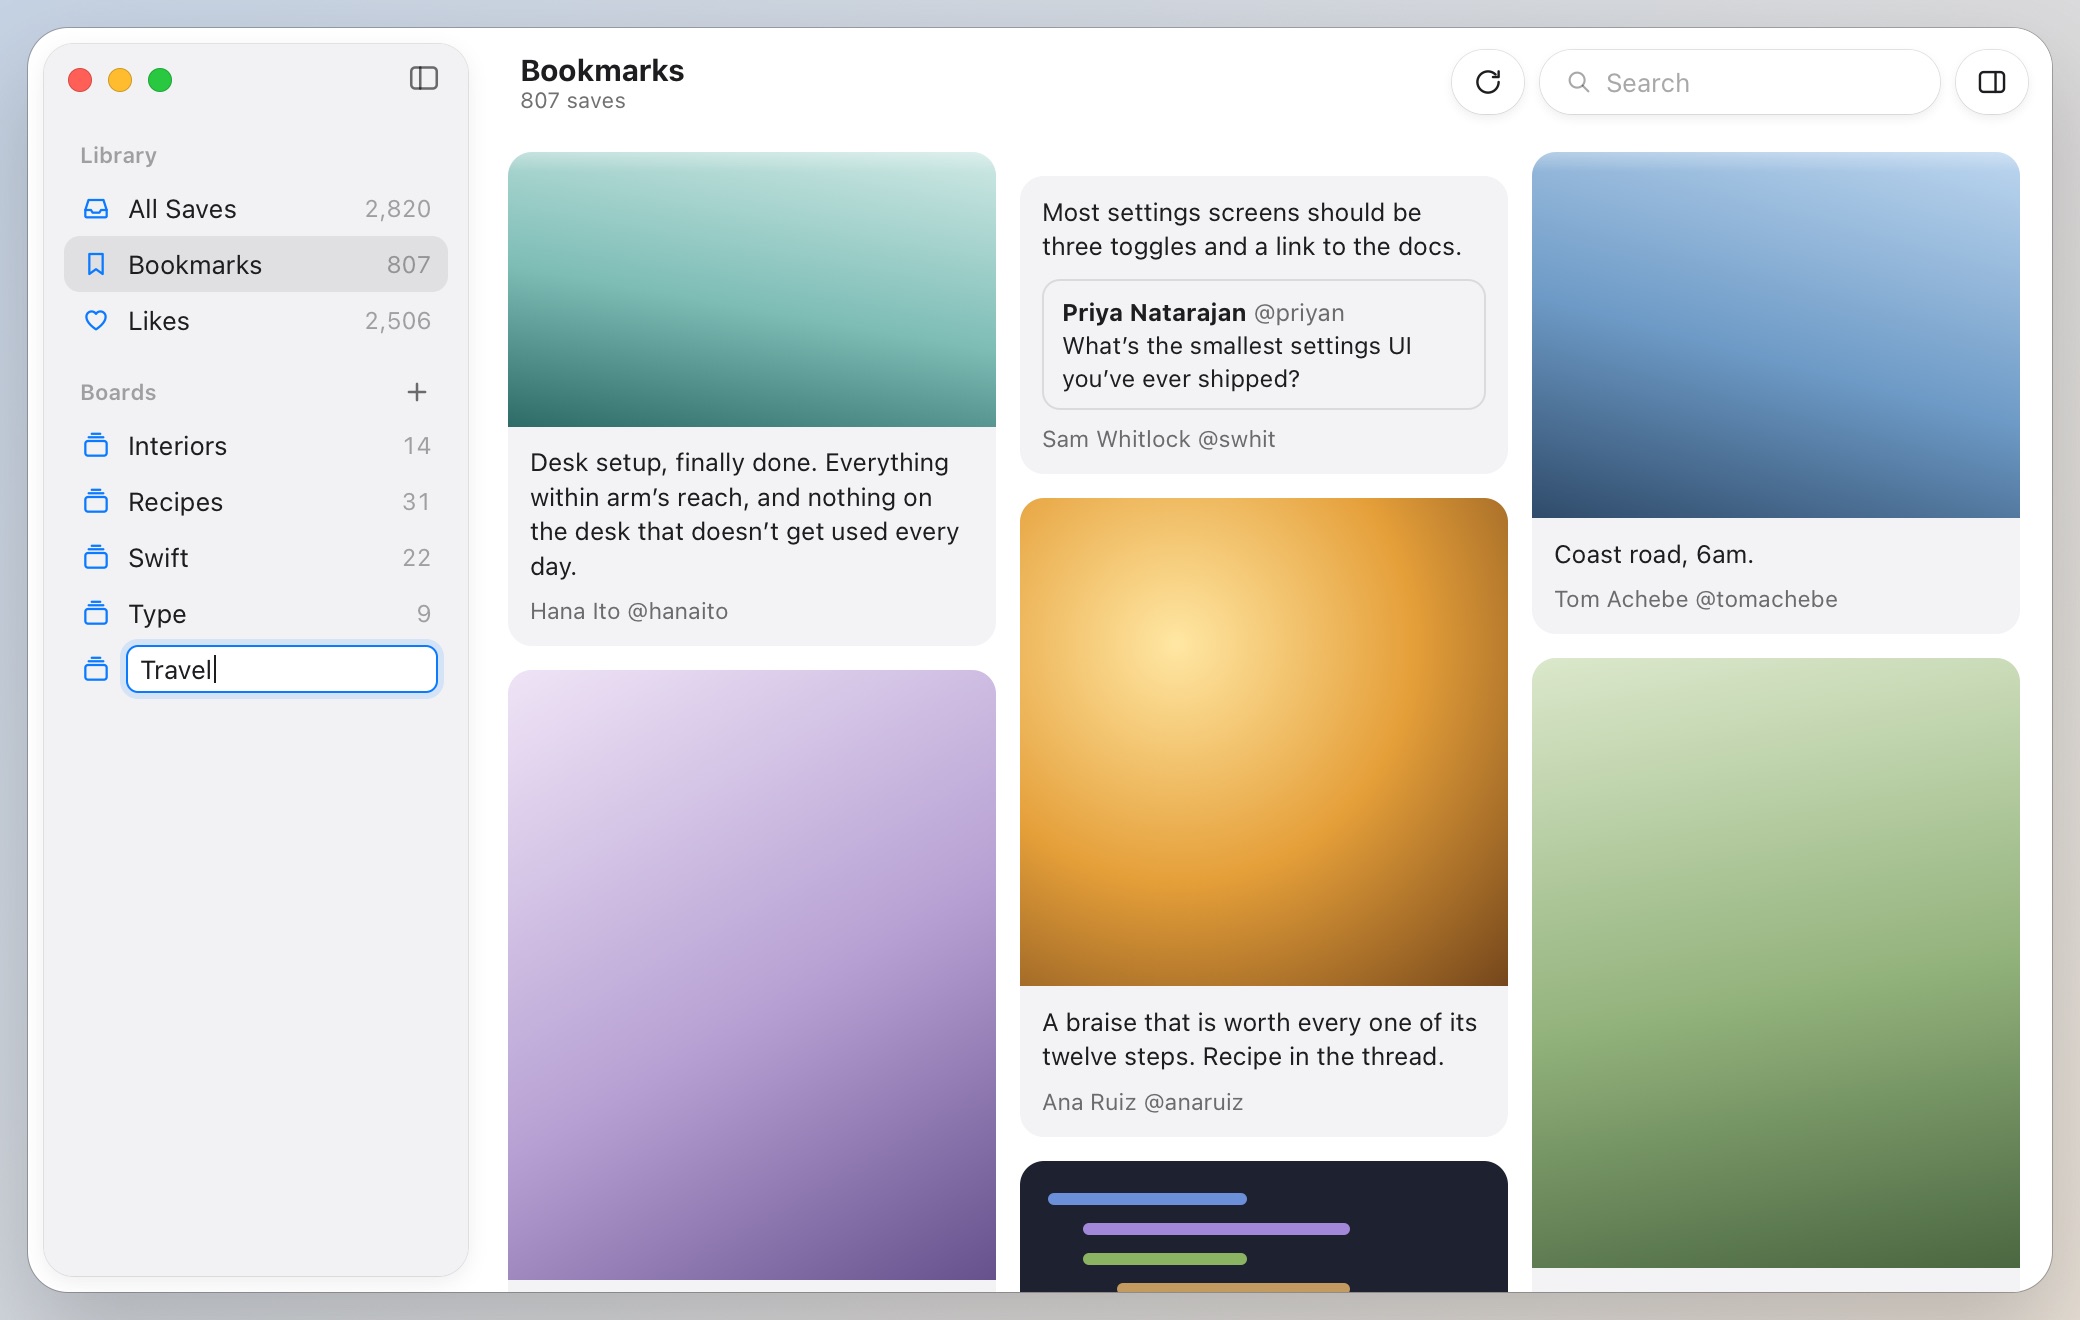 Library
All Saves 2,820
Bookmarks 807
Likes 2,506
Boards
Interiors 14
Recipes 31
Swift 22
Type 9
Travel
Bookmarks
807 saves
Search
Desk setup, finally done. Everything
within arm’s reach, and nothing on
the desk that doesn’t get used every
day.
Hana Ito @hanaito
Most settings screens should be
three toggles and a link to the docs.
Priya Natarajan @priyan
What’s the smallest settings UI
you’ve ever shipped?
Sam Whitlock @swhit
A braise that is worth every one of its
twelve steps. Recipe in the thread.
Ana Ruiz @anaruiz
Coast road, 6am.
Tom Achebe @tomachebe